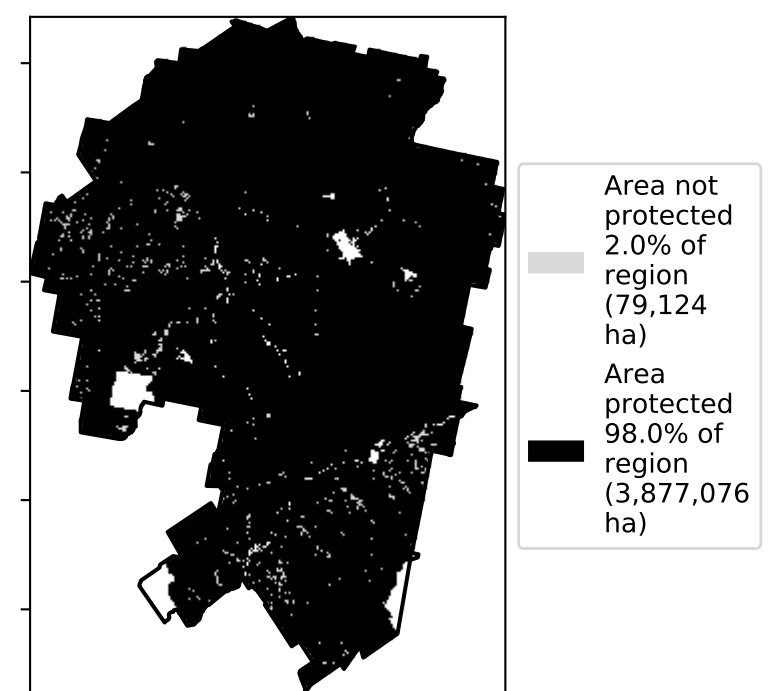 Area not
protected
2.0% of
region
(79,124
ha)
Area
protected
98.0% of
region
(3,877,076
ha)